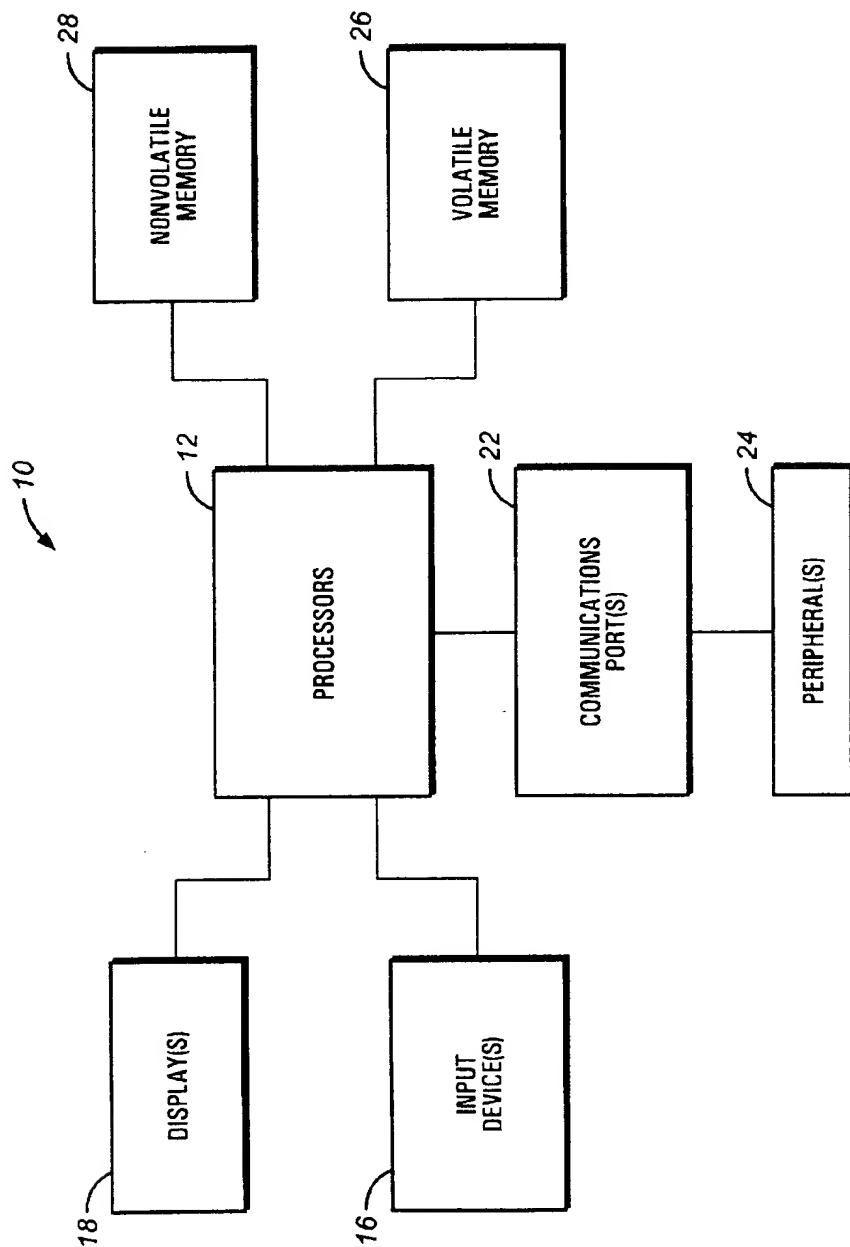 10
18
DISPLAY(S)
12
PROCESSORS
28
NONVOLATILE
MEMORY
16
INPUT
DEVICE(S)
26
VOLATILE
MEMORY
22
COMMUNICATIONS
PORT(S)
24
PERIPHERAL(S)